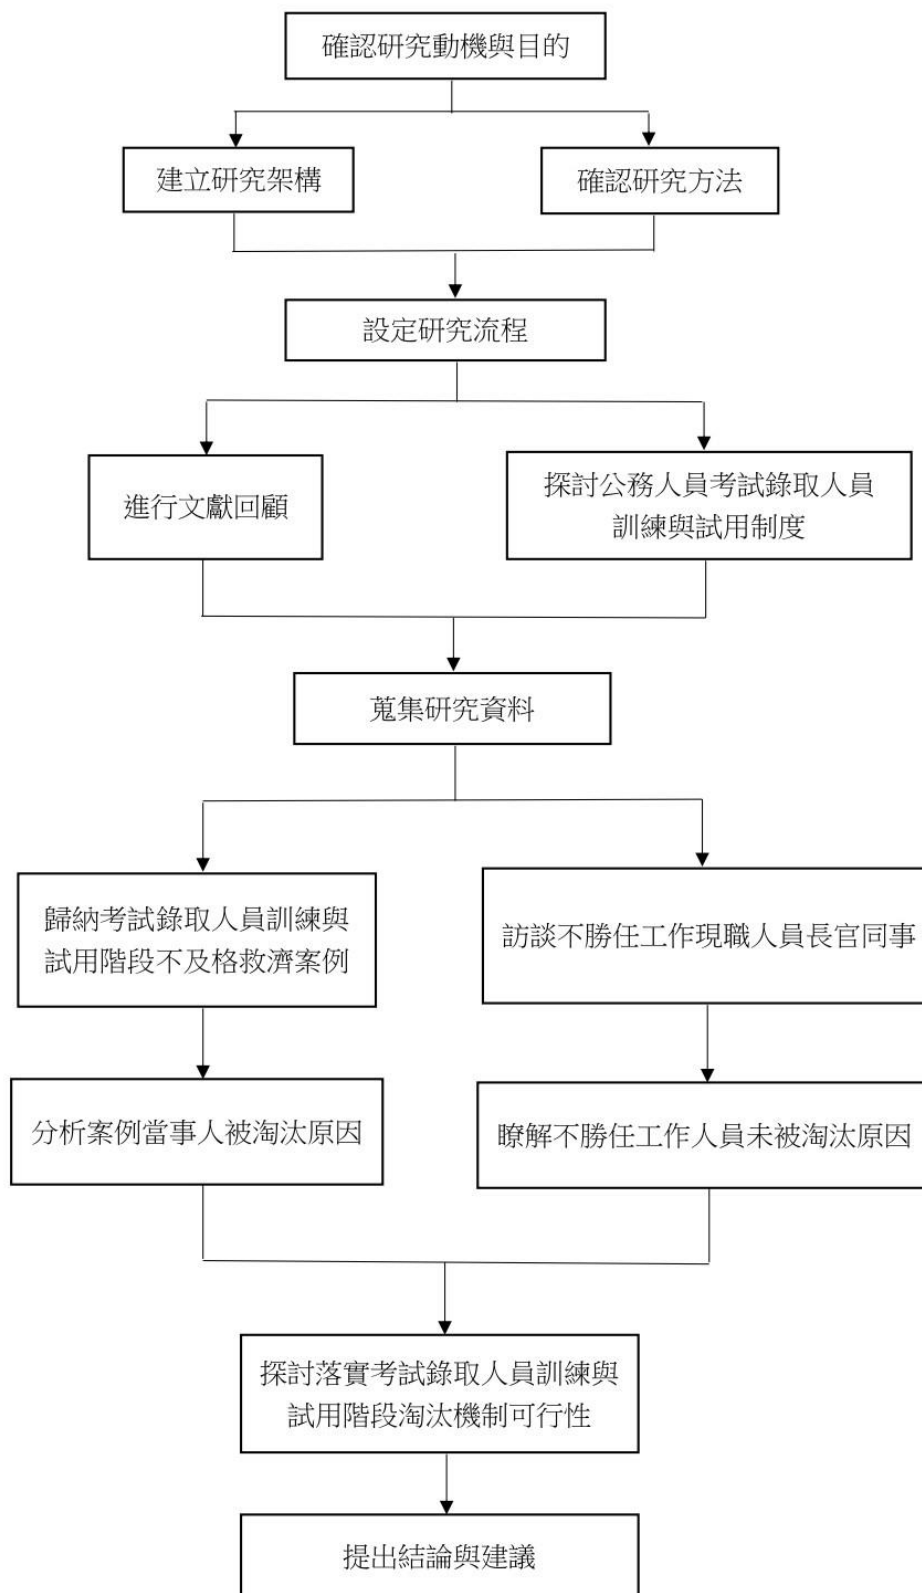 確認研究動機與目的
建立研究架構
確認研究方法
設定研究流程
進行文獻回顧
探討公務人員考試錄取人員
訓練與試用制度
蒐集研究資料
歸納考試錄取人員訓練與
試用階段不及格救濟案例
訪談不勝任工作現職人員長官同事
分析案例當事人被淘汰原因
瞭解不勝任工作人員未被淘汰原因
探討落實考試錄取人員訓練與
試用階段淘汰機制可行性
提出結論與建議